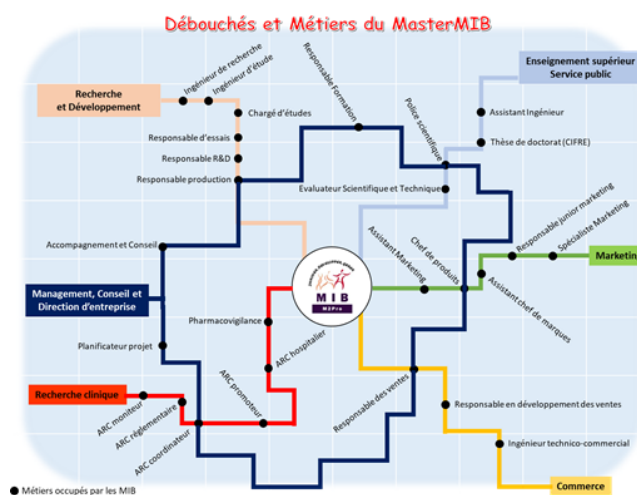 Débouchés et Métiers du MasterMIB
Enseignement supérieur
Service public
Ingénieur de recherche
Ingénieur d'étude
Responsable Formation
Recherche
et Développement
Chargé d'études
Assistant Ingénieur
Police scientifique
Responsable d'essais
Thèse de doctorat (CIFRE)
Responsable R&D
Responsable production
Evaluateur Scientifique et Technique
Responsable junior marketing
Spécialiste Marketing
Accompagnement et Conseil
Assistant Marketing
Chef de produits
Marketin
Management, Conseil et
Direction d'entreprise
MIB
M2Pro
Assistant chef de marques
Pharmacovigilance
ARC hospitalier
Planificateur projet
Recherche clinique
ARC moniteur
ARC réglementaire
ARC coordinateur
ARC promoteur
Responsable des ventes
Responsable en développement des ventes
Ingénieur technico-commercial
Commerce
Métiers occupés par les MIB